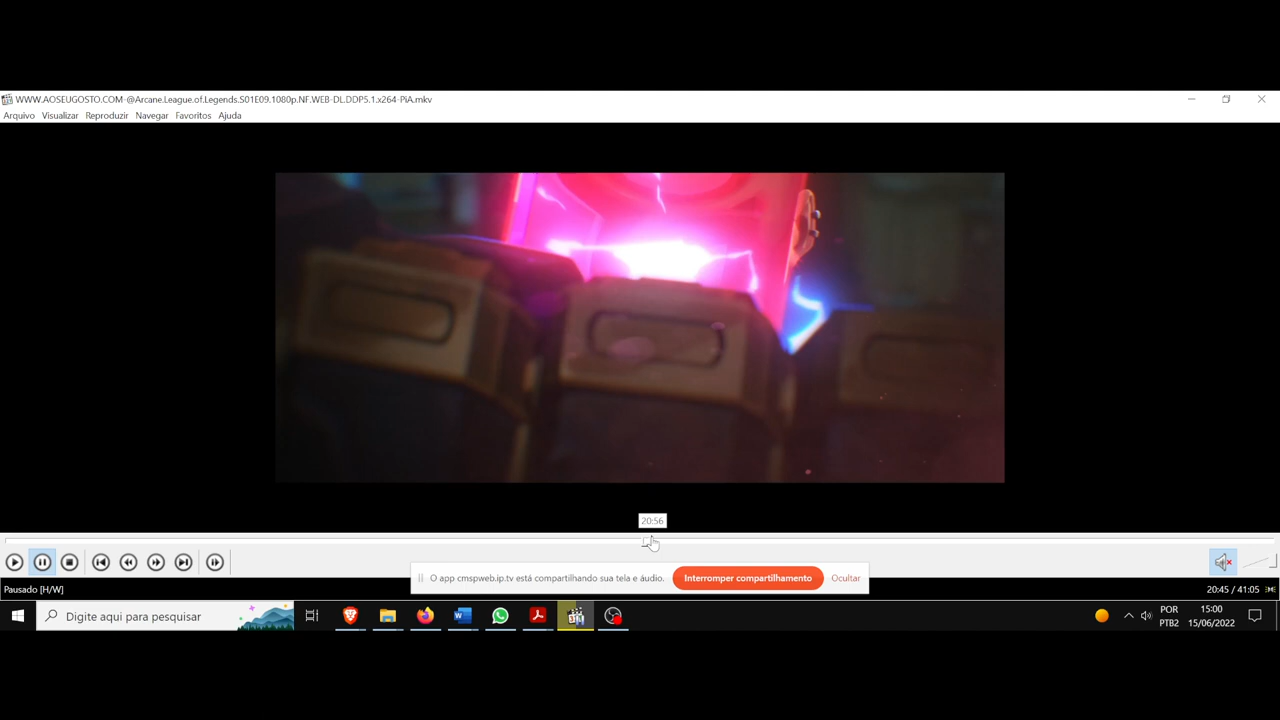 WWW.AOSEUGOSTO.COM-@Arcane.League.of.Legends.S01E09.1080p.NF.WEB-DL.DDP5.1.x264-PiA.mkv
Arquivo Visualizar Reproduzir Navegar Favoritos Ajuda
20:56
O app cmspweb.ip.tv está compartilhando sua tela e áudio. Interromper compartilhamento Ocultar
Pausado [H/W] 20:45 / 41:05
Digite aqui para pesquisar
POR 15:00
PTB2 15/06/2022